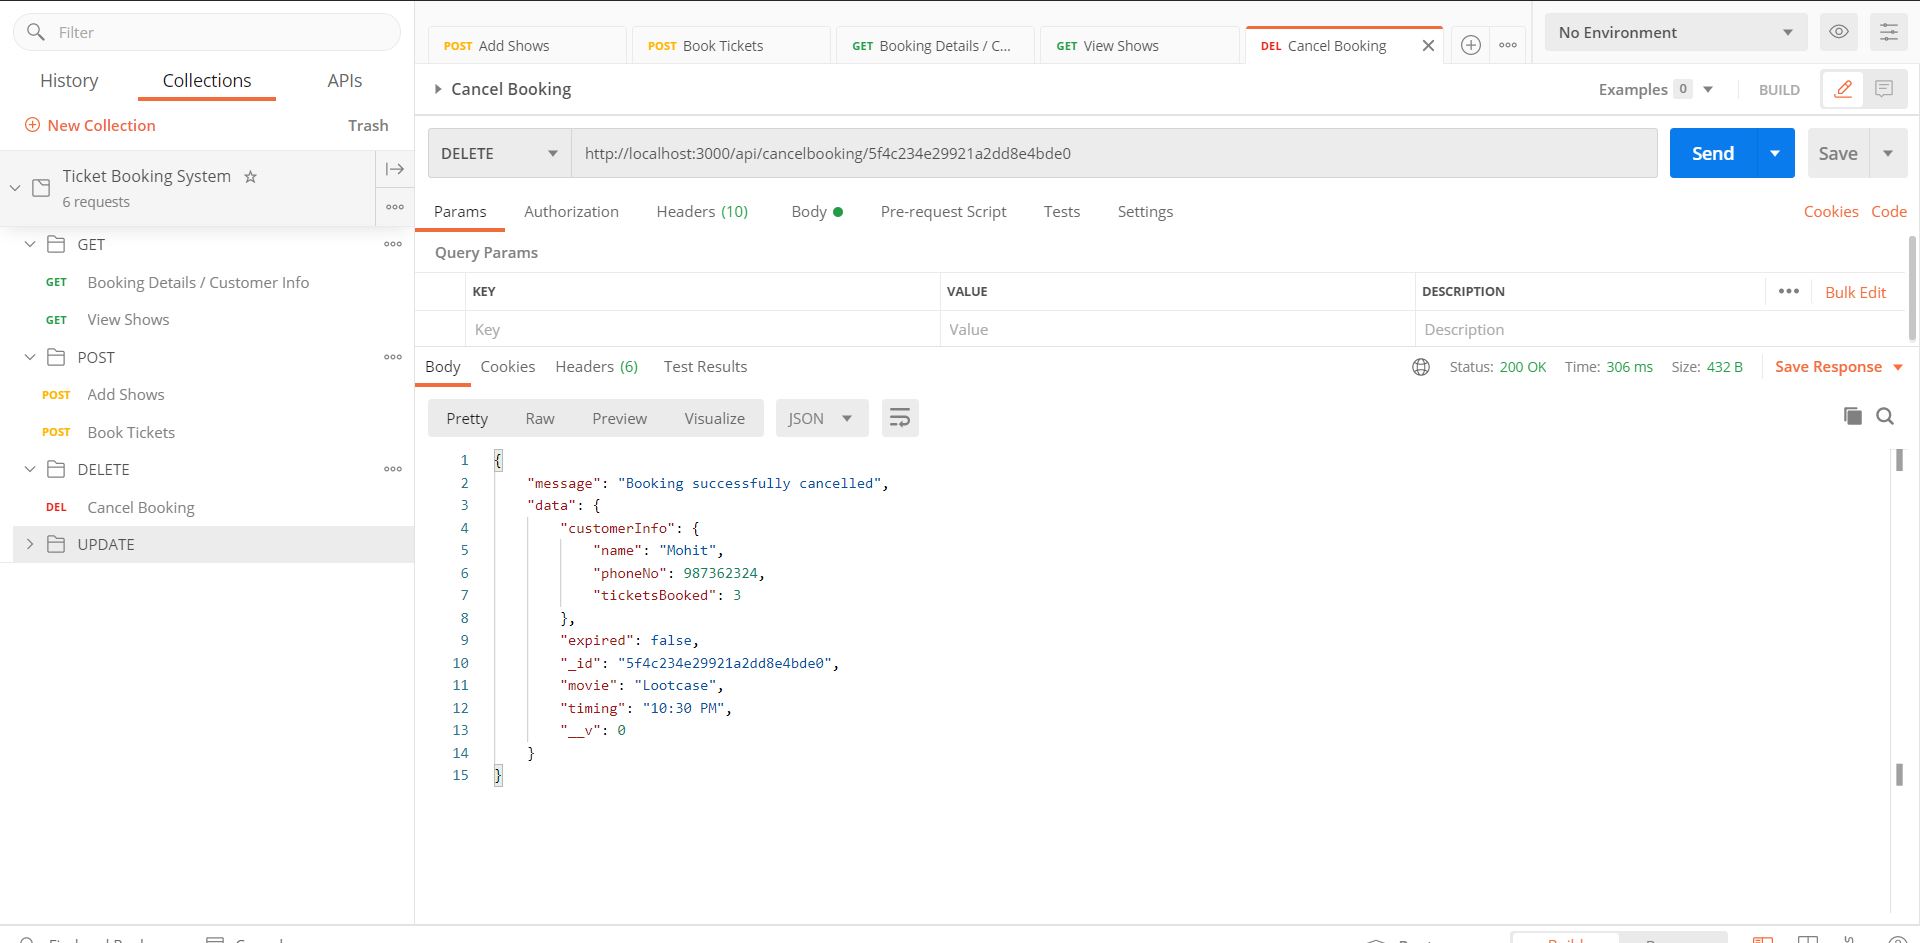 Filter
History Collections APIs
New Collection Trash
Ticket Booking System
6 requests
GET
GET Booking Details / Customer Info
GET View Shows
POST
POST Add Shows
POST Book Tickets
DELETE
DEL Cancel Booking
UPDATE
POST Add Shows POST Book Tickets GET Booking Details / C... GET View Shows DEL Cancel Booking
No Environment
Cancel Booking Examples 0 BUILD
DELETE http://localhost:3000/api/cancelbooking/5f4c234e29921a2dd8e4bde0 Send Save
Params Authorization Headers (10) Body Pre-request Script Tests Settings Cookies Code
Query Params
KEY VALUE DESCRIPTION Bulk Edit
Key Value Description
Body Cookies Headers (6) Test Results Status: 200 OK Time: 306 ms Size: 432 B Save Response
Pretty Raw Preview Visualize JSON
1 {
2 "message": "Booking successfully cancelled",
3 "data": {
4 "customerInfo": {
5 "name": "Mohit",
6 "phoneNo": 987362324,
7 "ticketsBooked": 3
8 },
9 "expired": false,
10 "_id": "5f4c234e29921a2dd8e4bde0",
11 "movie": "Lootcase",
12 "timing": "10:30 PM",
13 "__v": 0
14 }
15 }